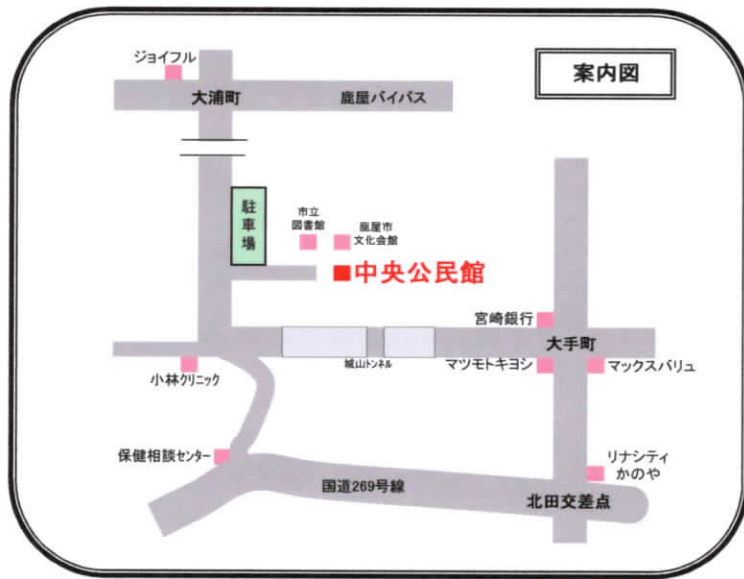 ジョイフル
案内図
大浦町
鹿屋バイパス
駐車場
市立
図書館
鹿屋市
文化会館
中央公民館
宮崎銀行
大手町
城山トンネル
マツモトキヨシ
マックスバリュ
小林クリニック
保健相談センター
リナシティ
かのや
国道269号線
北田交差点